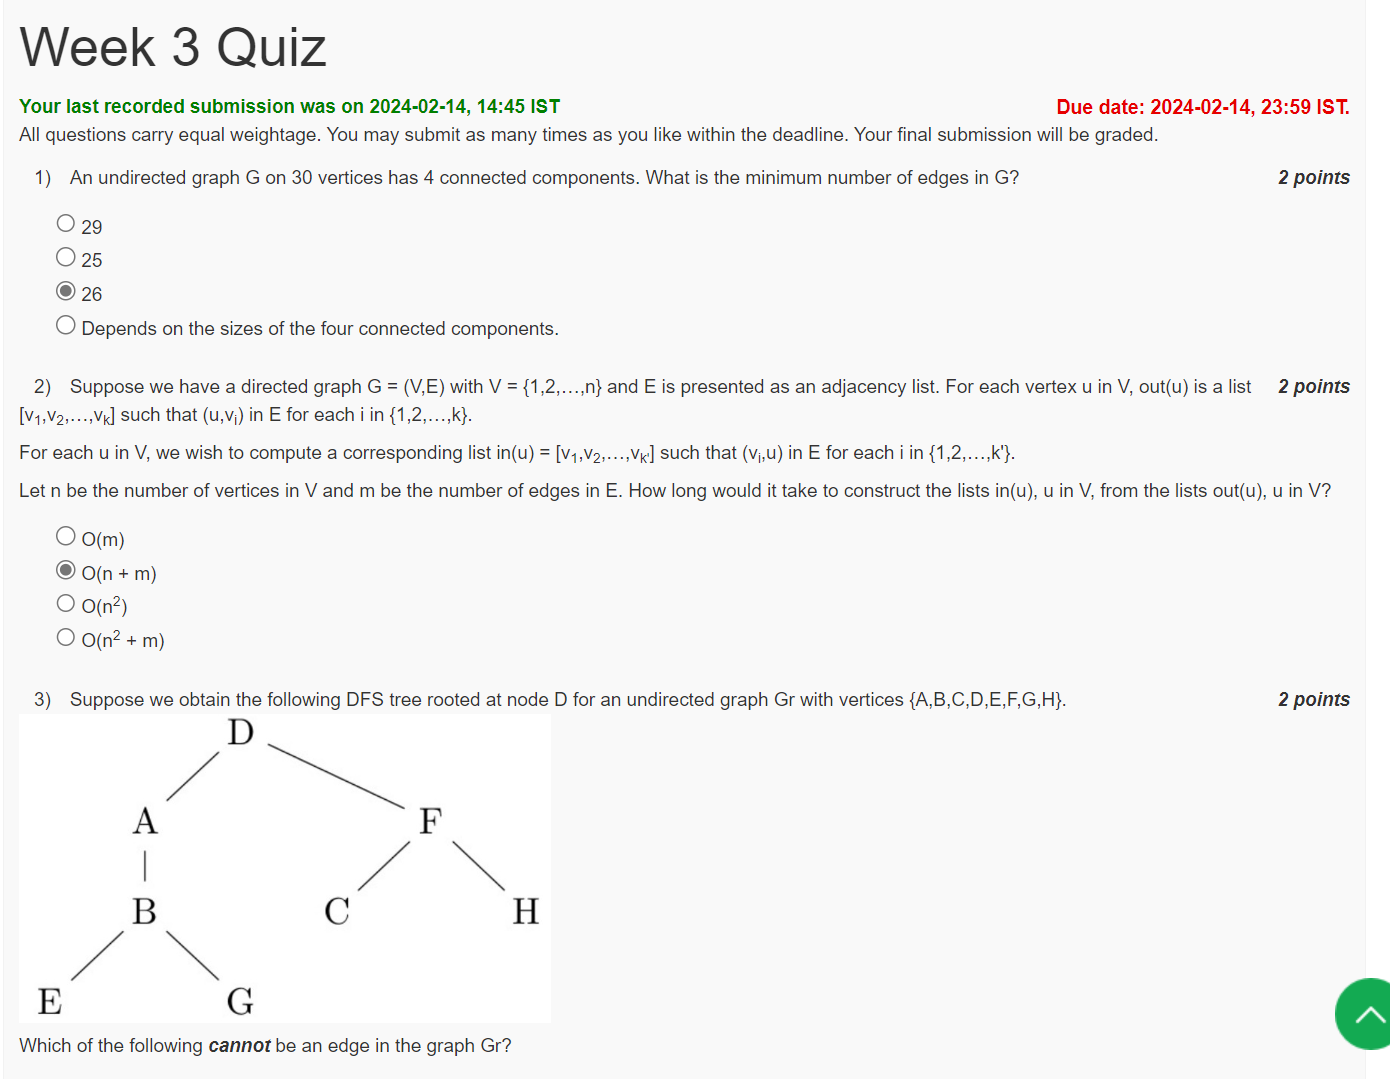 Week 3 Quiz
Your last recorded submission was on 2024-02-14, 14:45 IST Due date: 2024-02-14, 23:59 IST.
All questions carry equal weightage. You may submit as many times as you like within the deadline. Your final submission will be graded.
1) An undirected graph G on 30 vertices has 4 connected components. What is the minimum number of edges in G? 2 points
29
25
26
Depends on the sizes of the four connected components.
2) Suppose we have a directed graph G = (V,E) with V = {1,2,…,n} and E is presented as an adjacency list. For each vertex u in V, out(u) is a list 2 points
[v₁,v₂,…,vₖ] such that (u,vᵢ) in E for each i in {1,2,…,k}.
For each u in V, we wish to compute a corresponding list in(u) = [v₁,v₂,…,vₖ'] such that (vᵢ,u) in E for each i in {1,2,…,k'}.
Let n be the number of vertices in V and m be the number of edges in E. How long would it take to construct the lists in(u), u in V, from the lists out(u), u in V?
O(m)
O(n + m)
O(n²)
O(n² + m)
3) Suppose we obtain the following DFS tree rooted at node D for an undirected graph Gr with vertices {A,B,C,D,E,F,G,H}. 2 points
D
A F
B C H
E G
Which of the following cannot be an edge in the graph Gr?